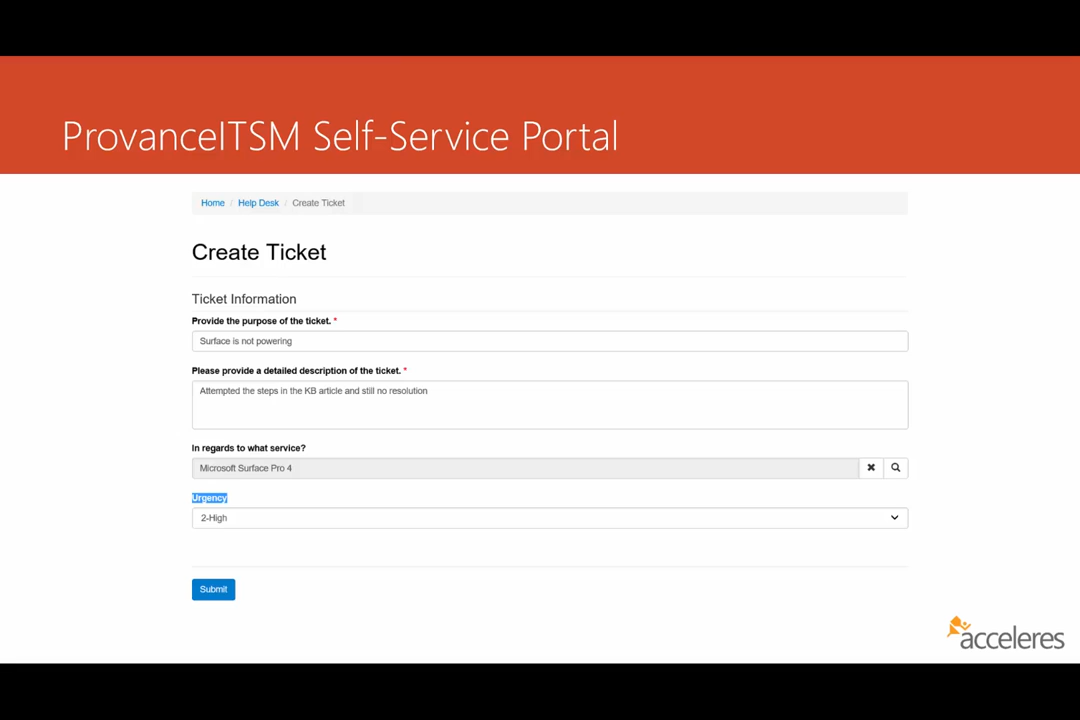 ProvanceITSM Self-Service Portal
Home / Help Desk / Create Ticket
Create Ticket
Ticket Information
Provide the purpose of the ticket. *
Surface is not powering
Please provide a detailed description of the ticket. *
Attempted the steps in the KB article and still no resolution
In regards to what service?
Microsoft Surface Pro 4
Urgency
2-High
Submit
acceleres